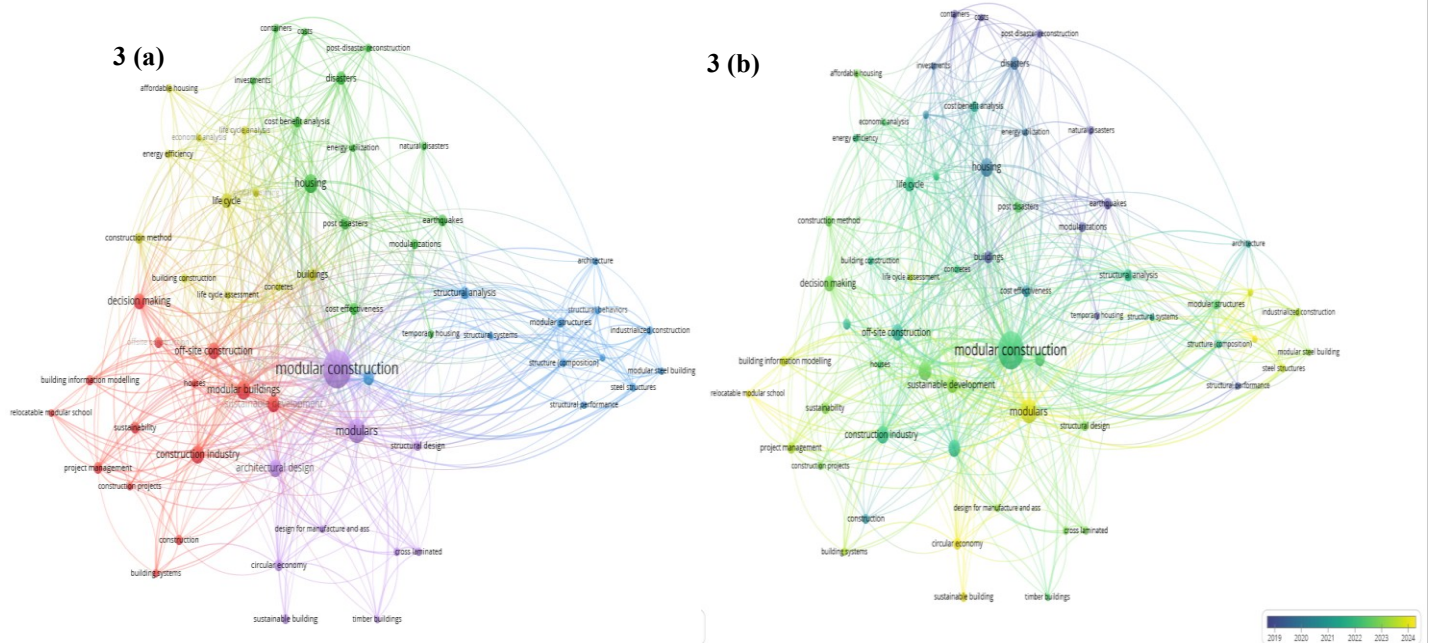 3 (a)
containers
costs
post-disaster reconstruction
disasters
investments
affordable housing
cost benefit analysis
life cycle analysis
economic analysis
energy efficiency
energy utilization
natural disasters
housing
life cycle
post disasters
earthquakes
construction method
modularizations
buildings
building construction
concretes
life cycle assessment
decision making
cost effectiveness
architecture
structural analysis
structural behaviors
modular structures
industrialized construction
temporary housing
structural systems
off-site construction
structure (composition)
modular construction
modular steel building
building information modelling
houses
modular buildings
steel structures
relocatable modular school
structural performance
sustainability
modulars
structural design
construction industry
project management
architectural design
construction projects
design for manufacture and ass
construction
cross laminated
circular economy
building systems
sustainable building
timber buildings
3 (b)
containers
costs
post-disaster reconstruction
investments
disasters
affordable housing
cost benefit analysis
economic analysis
energy efficiency
energy utilization
natural disasters
housing
life cycle
post disasters
earthquakes
construction method
modularizations
architecture
building construction
buildings
concretes
life cycle assessment
structural analysis
decision making
cost effectiveness
modular structures
industrialized construction
temporary housing
structural systems
off-site construction
structure (composition)
modular construction
modular steel building
building information modelling
houses
steel structures
sustainable development
structure performance
relocatable modular school
sustainability
modulars
structural design
construction industry
project management
construction projects
design for manufacture and ass
construction
cross laminated
circular economy
building systems
sustainable building
timber buildings
2019 2020 2021 2022 2023 2024